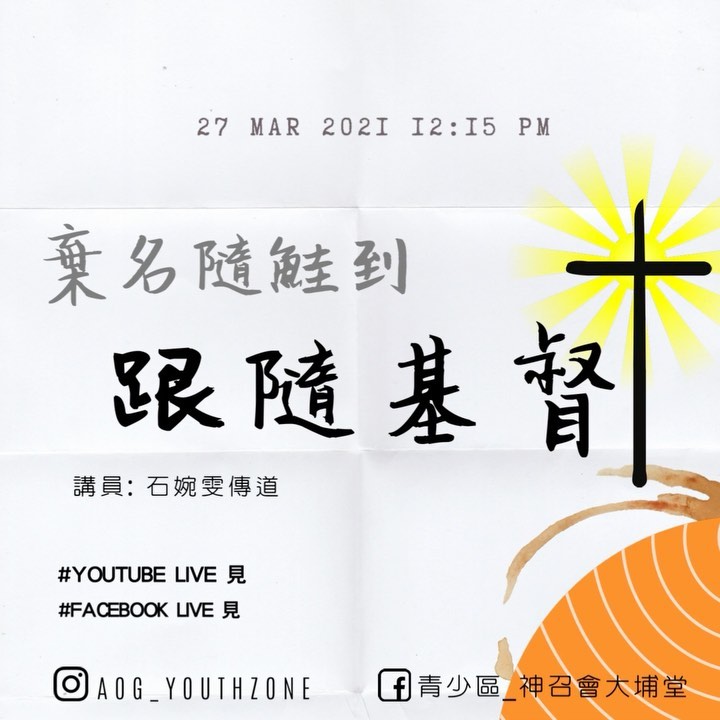 27 MAR 2021 12:15 PM
棄名隨鮭到
跟隨基督
講員: 石婉雯傳道
#YOUTUBE LIVE 見
#FACEBOOK LIVE 見
AOG_YOUTHZONE
青少區_神召會大埔堂